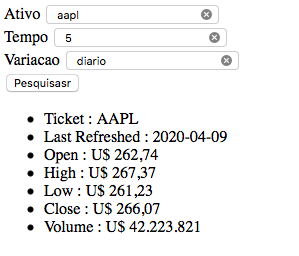 Ativo aapl
Tempo 5
Variacao diario
Pesquisasr
Ticket : AAPL
Last Refreshed : 2020-04-09
Open : U$ 262,74
High : U$ 267,37
Low : U$ 261,23
Close : U$ 266,07
Volume : U$ 42.223.821